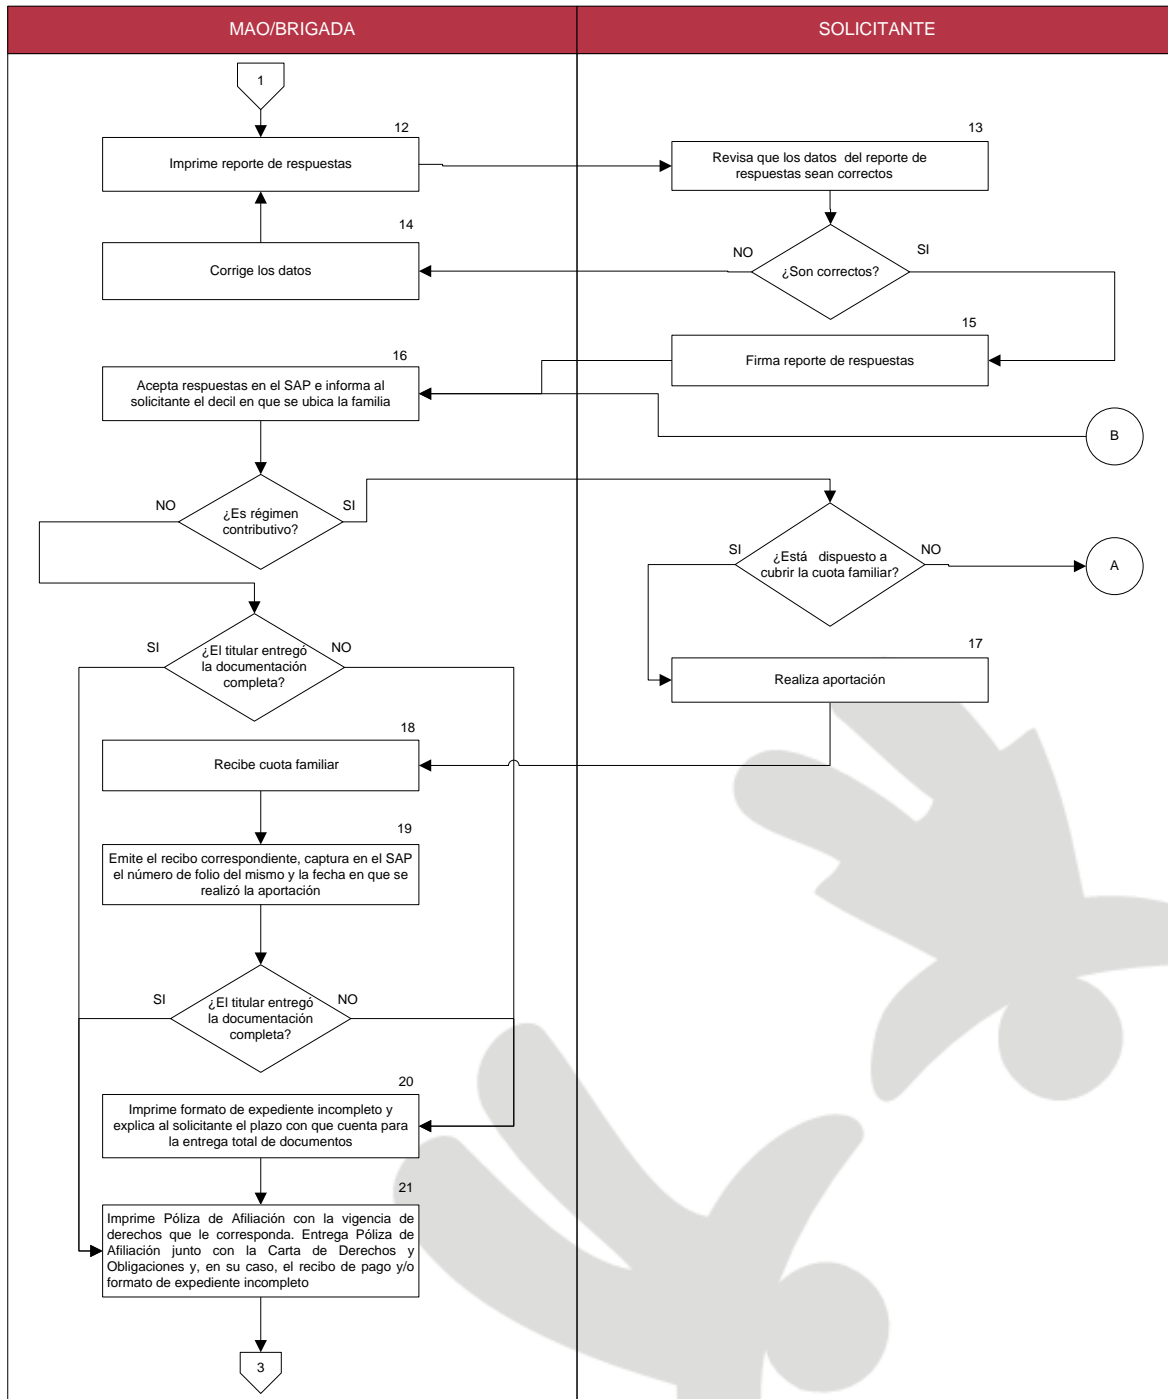 MAO/BRIGADA
SOLICITANTE
1
12
Imprime reporte de respuestas
13
Revisa que los datos del reporte de
respuestas sean correctos
14
Corrige los datos
NO
¿Son correctos?
SI
15
Firma reporte de respuestas
16
Acepta respuestas en el SAP e informa al
solicitante el decil en que se ubica la familia
B
NO
¿Es régimen
contributivo?
SI
SI
¿Está dispuesto a
cubrir la cuota familiar?
NO
A
SI
¿El titular entregó
la documentación
completa?
NO
17
Realiza aportación
18
Recibe cuota familiar
19
Emite el recibo correspondiente, captura en el SAP
el número de folio del mismo y la fecha en que se
realizó la aportación
SI
¿El titular entregó
la documentación
completa?
NO
20
Imprime formato de expediente incompleto y
explica al solicitante el plazo con que cuenta para
la entrega total de documentos
21
Imprime Póliza de Afiliación con la vigencia de
derechos que le corresponda. Entrega Póliza de
Afiliación junto con la Carta de Derechos y
Obligaciones y, en su caso, el recibo de pago y/o
formato de expediente incompleto
3